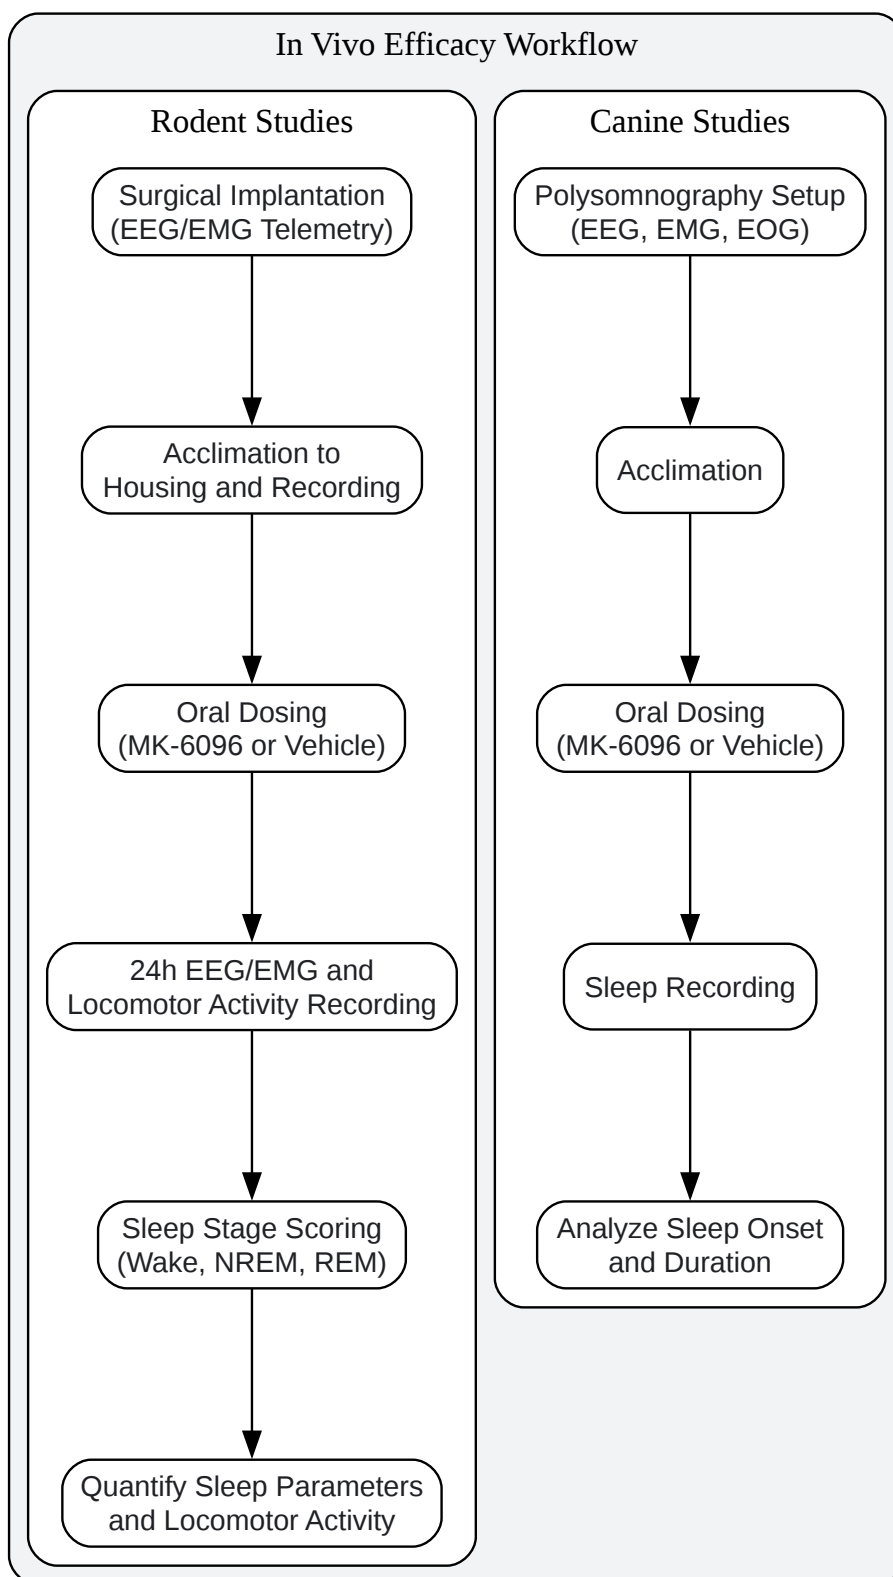 In Vivo Efficacy Workflow
Rodent Studies
Surgical Implantation
(EEG/EMG Telemetry)
Acclimation to
Housing and Recording
Oral Dosing
(MK-6096 or Vehicle)
24h EEG/EMG and
Locomotor Activity Recording
Sleep Stage Scoring
(Wake, NREM, REM)
Quantify Sleep Parameters
and Locomotor Activity
Canine Studies
Polysomnography Setup
(EEG, EMG, EOG)
Acclimation
Oral Dosing
(MK-6096 or Vehicle)
Sleep Recording
Analyze Sleep Onset
and Duration